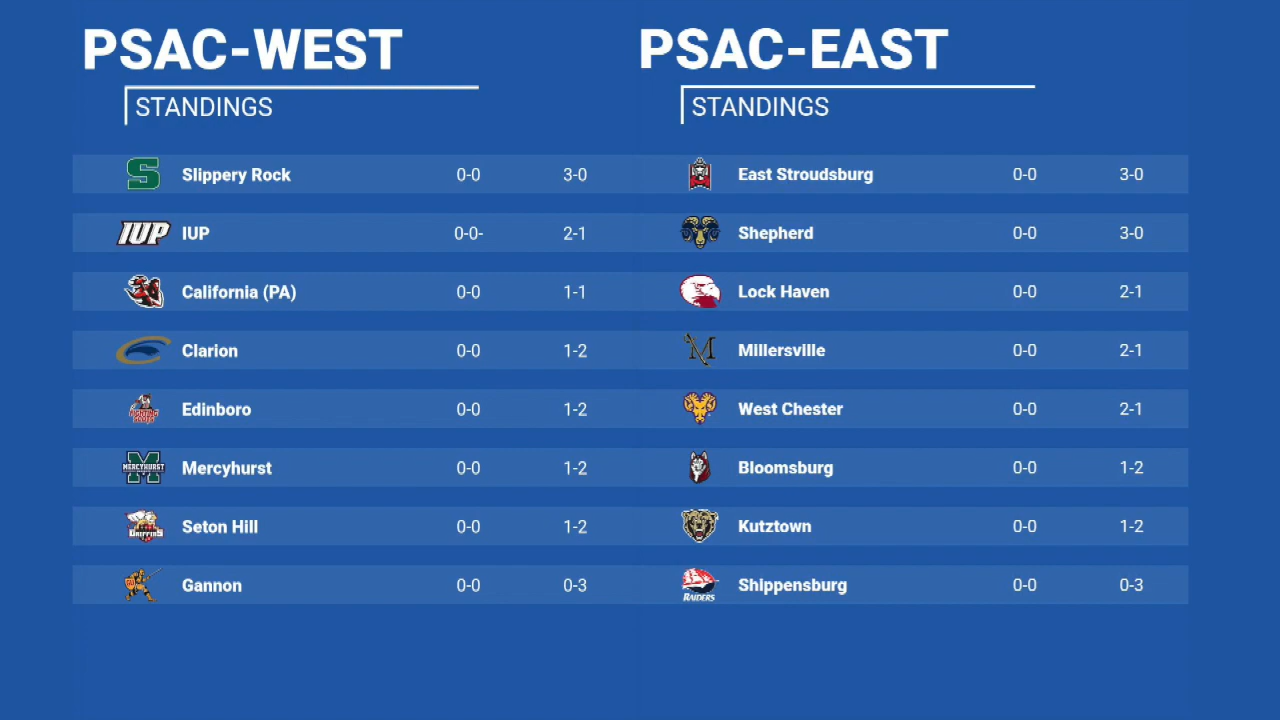 PSAC-WEST
STANDINGS
Slippery Rock 0-0 3-0
IUP IUP 0-0- 2-1
California (PA) 0-0 1-1
Clarion 0-0 1-2
Edinboro 0-0 1-2
MERCYHURST Mercyhurst 0-0 1-2
Seton Hill 0-0 1-2
Gannon 0-0 0-3
PSAC-EAST
STANDINGS
East Stroudsburg 0-0 3-0
Shepherd 0-0 3-0
Lock Haven 0-0 2-1
M Millersville 0-0 2-1
West Chester 0-0 2-1
Bloomsburg 0-0 1-2
Kutztown 0-0 1-2
RAIDERS Shippensburg 0-0 0-3